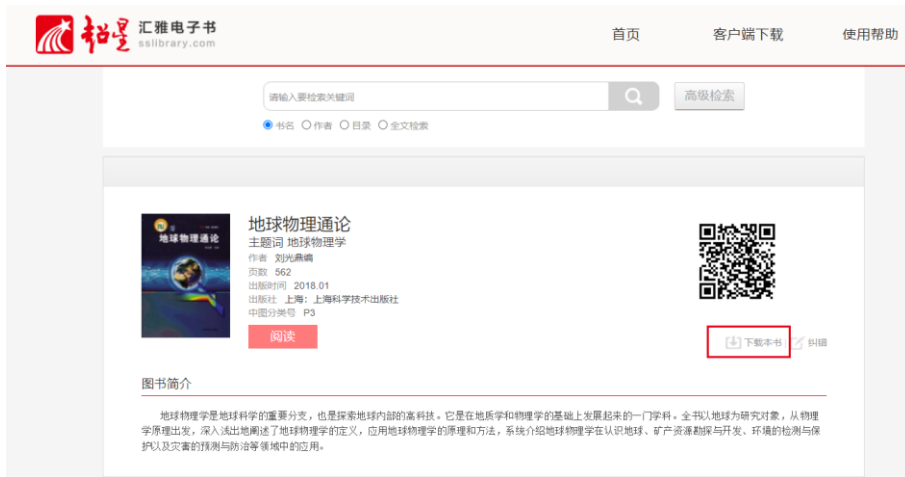 超星 汇雅电子书
sslibrary.com
首页 客户端下载 使用帮助
请输入要检索关键词
高级检索
书名 作者 目录 全文检索
地球物理通论
地球物理通论
主题词 地球物理学
作者 刘光鼎编
页数 562
出版时间 2018.01
出版社 上海：上海科学技术出版社
中图分类号 P3
阅读
下载本书 纠错
图书简介
地球物理学是地球科学的重要分支，也是探索地球内部的高科技。它是在地质学和物理学的基础上发展起来的一门学科。全书以地球为研究对象，从物理
学原理出发，深入浅出地阐述了地球物理学的定义，应用地球物理学的原理和方法，系统介绍地球物理学在认识地球、矿产资源勘探与开发、环境的检测与保
护以及灾害的预测与防治等领域中的应用。